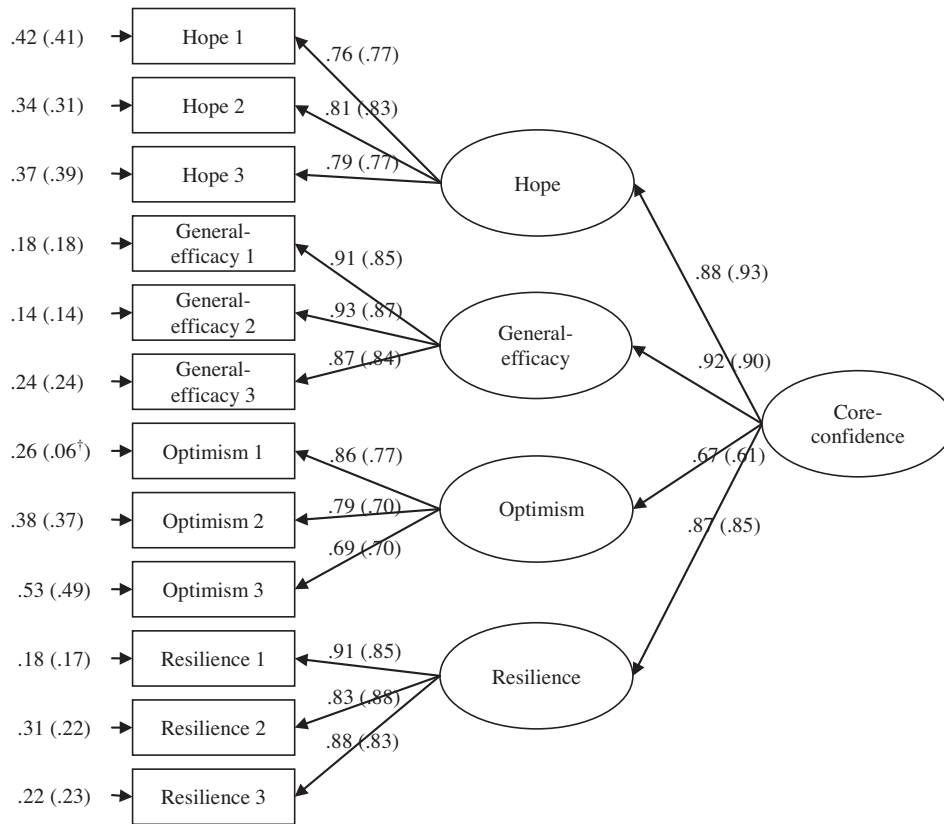 .42 (.41)
Hope 1
.76 (.77)
.34 (.31)
Hope 2
.81 (.83)
.37 (.39)
Hope 3
.79 (.77)
Hope
.18 (.18)
General-
efficacy 1
.91 (.85)
.88 (.93)
.14 (.14)
General-
efficacy 2
.93 (.87)
General-
efficacy
.24 (.24)
General-
efficacy 3
.87 (.84)
.92 (.90)
Core-
confidence
.26 (.06†)
Optimism 1
.86 (.77)
.67 (.61)
.38 (.37)
Optimism 2
.79 (.70)
Optimism
.87 (.85)
.53 (.49)
Optimism 3
.69 (.70)
.18 (.17)
Resilience 1
.91 (.85)
Resilience
.31 (.22)
Resilience 2
.83 (.88)
.22 (.23)
Resilience 3
.88 (.83)